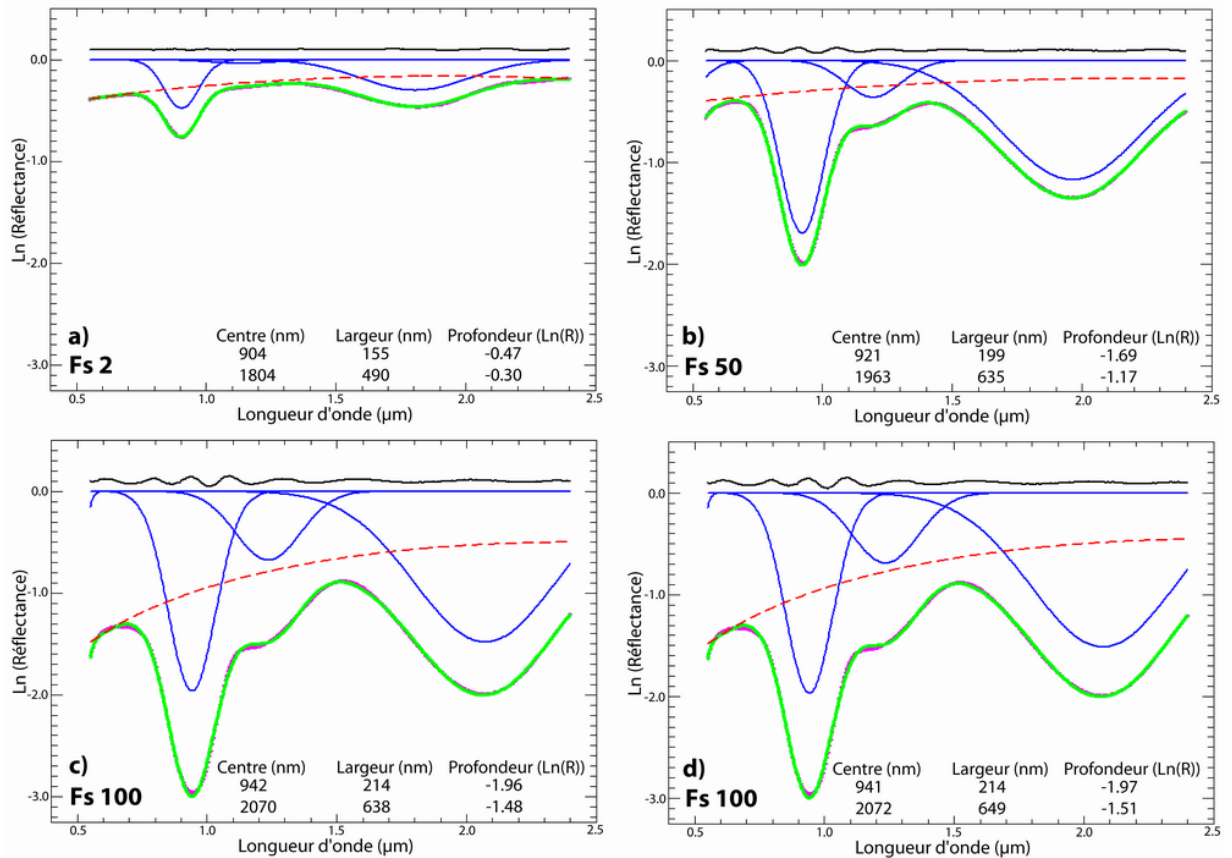 0.0
-1.0
-2.0
-3.0
Ln (Réflectance)
a)
Fs 2
Centre (nm) Largeur (nm) Profondeur (Ln(R))
904 155 -0.47
1804 490 -0.30
0.5 1.0 1.5 2.0 2.5
Longueur d'onde (µm)
0.0
-1.0
-2.0
-3.0
Ln (Réflectance)
b)
Fs 50
Centre (nm) Largeur (nm) Profondeur (Ln(R))
921 199 -1.69
1963 635 -1.17
0.5 1.0 1.5 2.0 2.5
Longueur d'onde (µm)
0.0
-1.0
-2.0
-3.0
Ln (Réflectance)
c)
Fs 100
Centre (nm) Largeur (nm) Profondeur (Ln(R))
942 214 -1.96
2070 638 -1.48
0.5 1.0 1.5 2.0 2.5
Longueur d'onde (µm)
0.0
-1.0
-2.0
-3.0
Ln (Réflectance)
d)
Fs 100
Centre (nm) Largeur (nm) Profondeur (Ln(R))
941 214 -1.97
2072 649 -1.51
0.5 1.0 1.5 2.0 2.5
Longueur d'onde (µm)